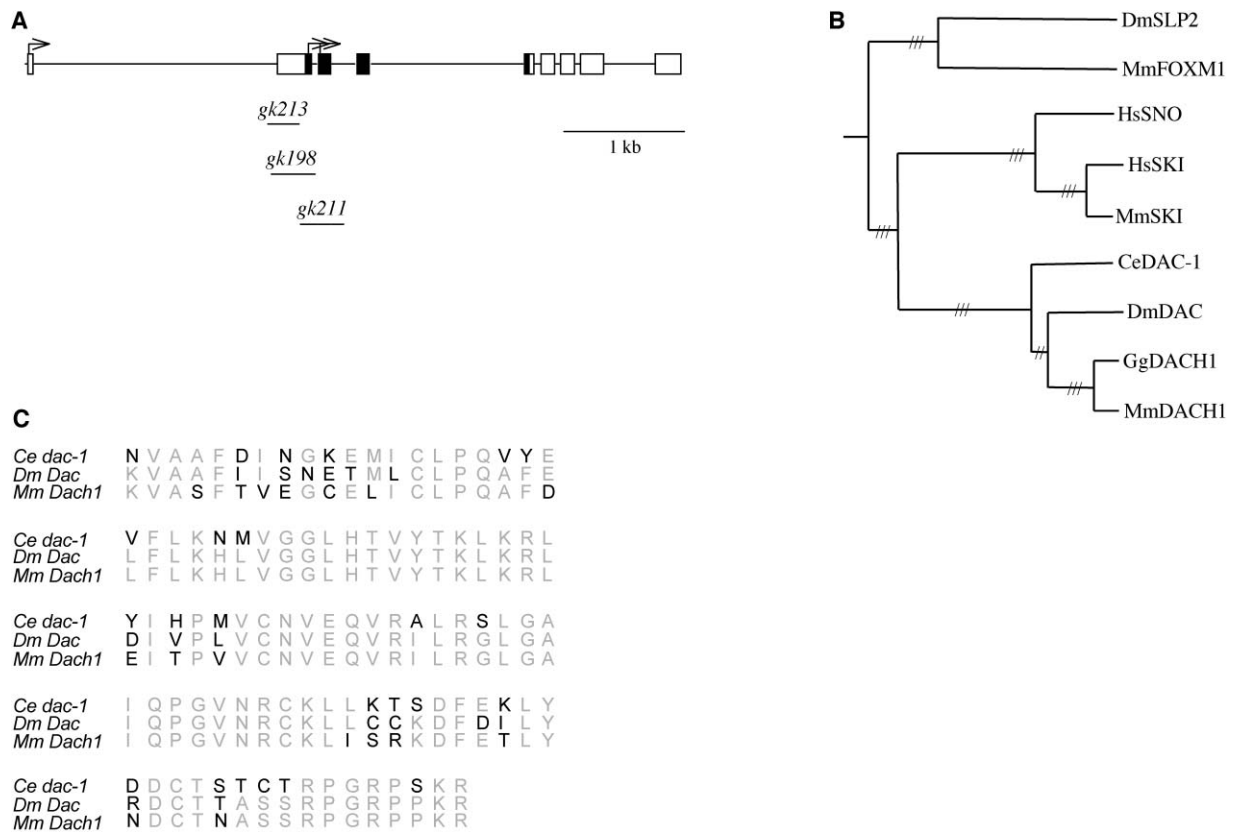 A
gk213
gk198
gk211
1 kb
B
DmSLP2
MmFOXM1
HsSNO
HsSKI
MmSKI
CeDAC-1
DmDAC
GgDACH1
MmDACH1
C
Ce dac-1 N V A A F D I N G K E M I C L P Q V Y E
Dm Dac K V A A F I I S N E T M L C L P Q A F E
Mm Dach1 K V A S F T V E G C E L I C L P Q A F D
Ce dac-1 V F L K N M V G G L H T V Y T K L K R L
Dm Dac L F L K H L V G G L H T V Y T K L K R L
Mm Dach1 L F L K H L V G G L H T V Y T K L K R L
Ce dac-1 Y I H P M V C N V E Q V R A L R S L G A
Dm Dac D I V P L V C N V E Q V R I L R G L G A
Mm Dach1 E I T P V V C N V E Q V R I L R G L G A
Ce dac-1 I Q P G V N R C K L L K T S D F E K L Y
Dm Dac I Q P G V N R C K L L C C K D F D I L Y
Mm Dach1 I Q P G V N R C K L I S R K D F E T L Y
Ce dac-1 D D C T S T C T R P G R P S K R
Dm Dac R D C T T A S S R P G R P P K R
Mm Dach1 N D C T N A S S R P G R P P K R